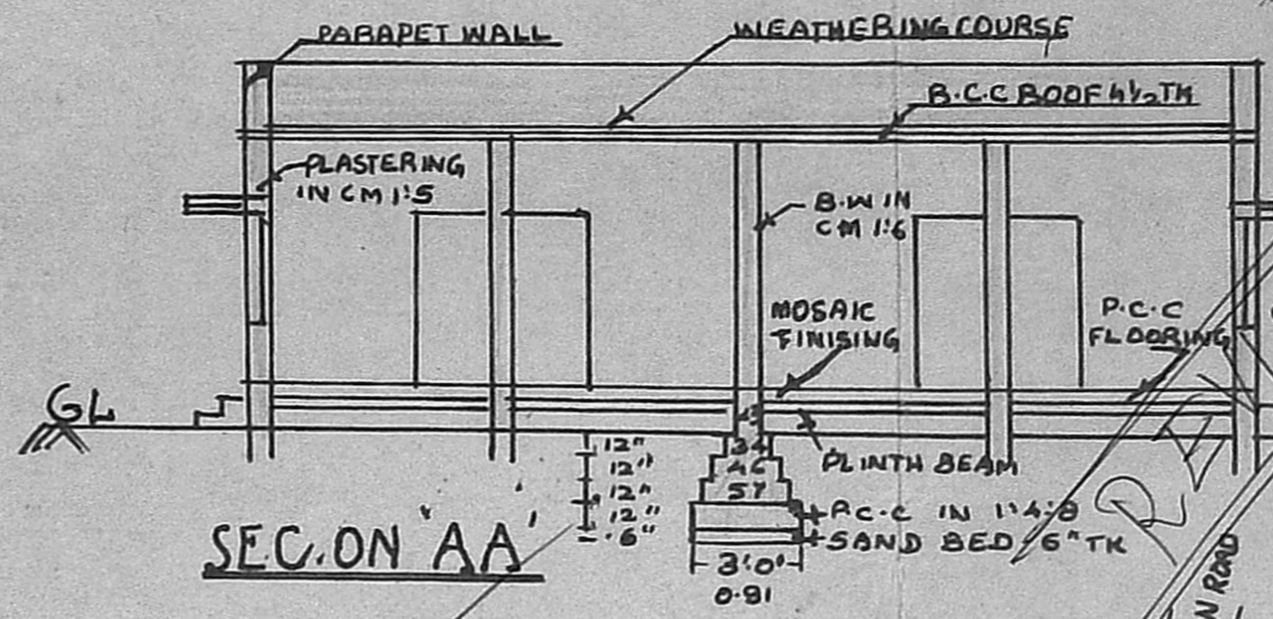 PARAPET WALL
WEATHERING COURSE
R.C.C ROOF 4½ TK
PLASTERING
IN CM 1:5
B.W IN
CM 1:6
MOSAIC
FINISING
P.C.C
FLOORING
GL
12"
12"
12"
12"
6"
34
46
57
PLINTH BEAM
P.C.C IN 1:4:8
SAND BED 6" TK
3'.0"
0.91
SEC.ON 'AA'
N ROAD